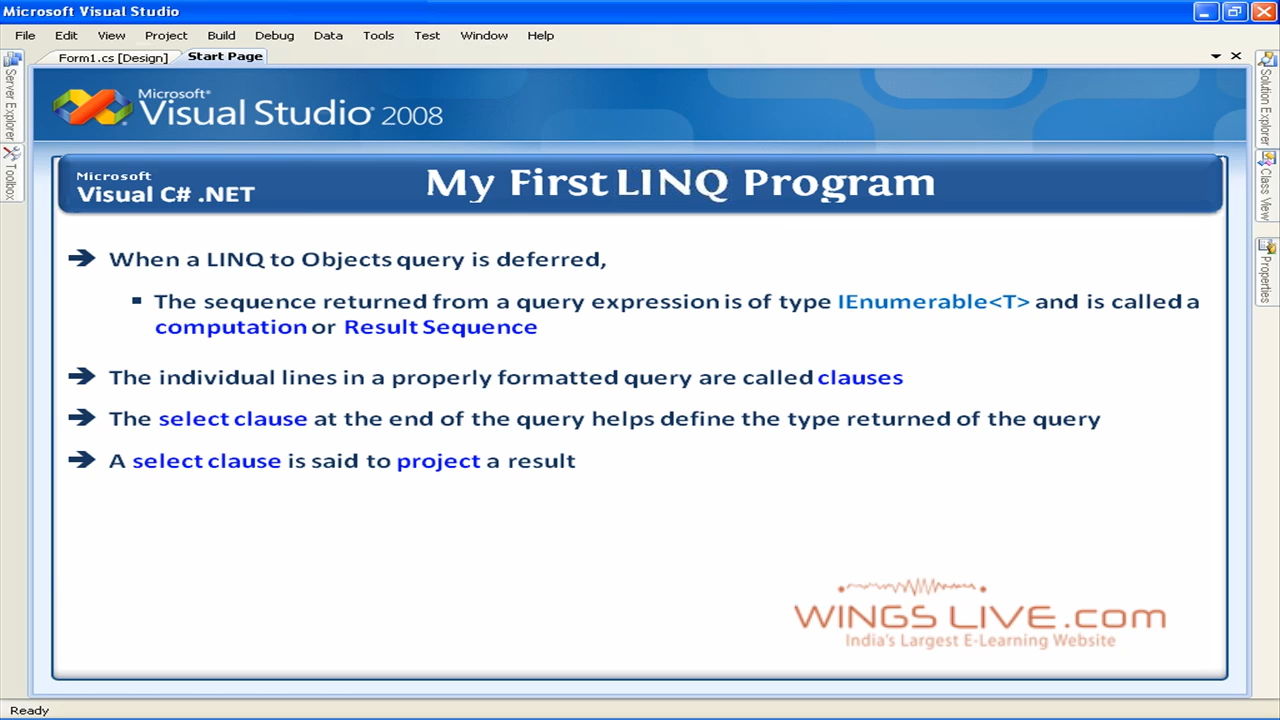 Microsoft Visual Studio
File Edit View Project Build Debug Data Tools Test Window Help
Form1.cs [Design] Start Page
Server Explorer
Toolbox
Solution Explorer
Class View
Properties
Microsoft®
Visual Studio® 2008
Microsoft
Visual C# .NET
My First LINQ Program
When a LINQ to Objects query is deferred,
The sequence returned from a query expression is of type IEnumerable<T> and is called a
computation or Result Sequence
The individual lines in a properly formatted query are called clauses
The select clause at the end of the query helps define the type returned of the query
A select clause is said to project a result
WINGS LIVE.com
India's Largest E-Learning Website
Ready